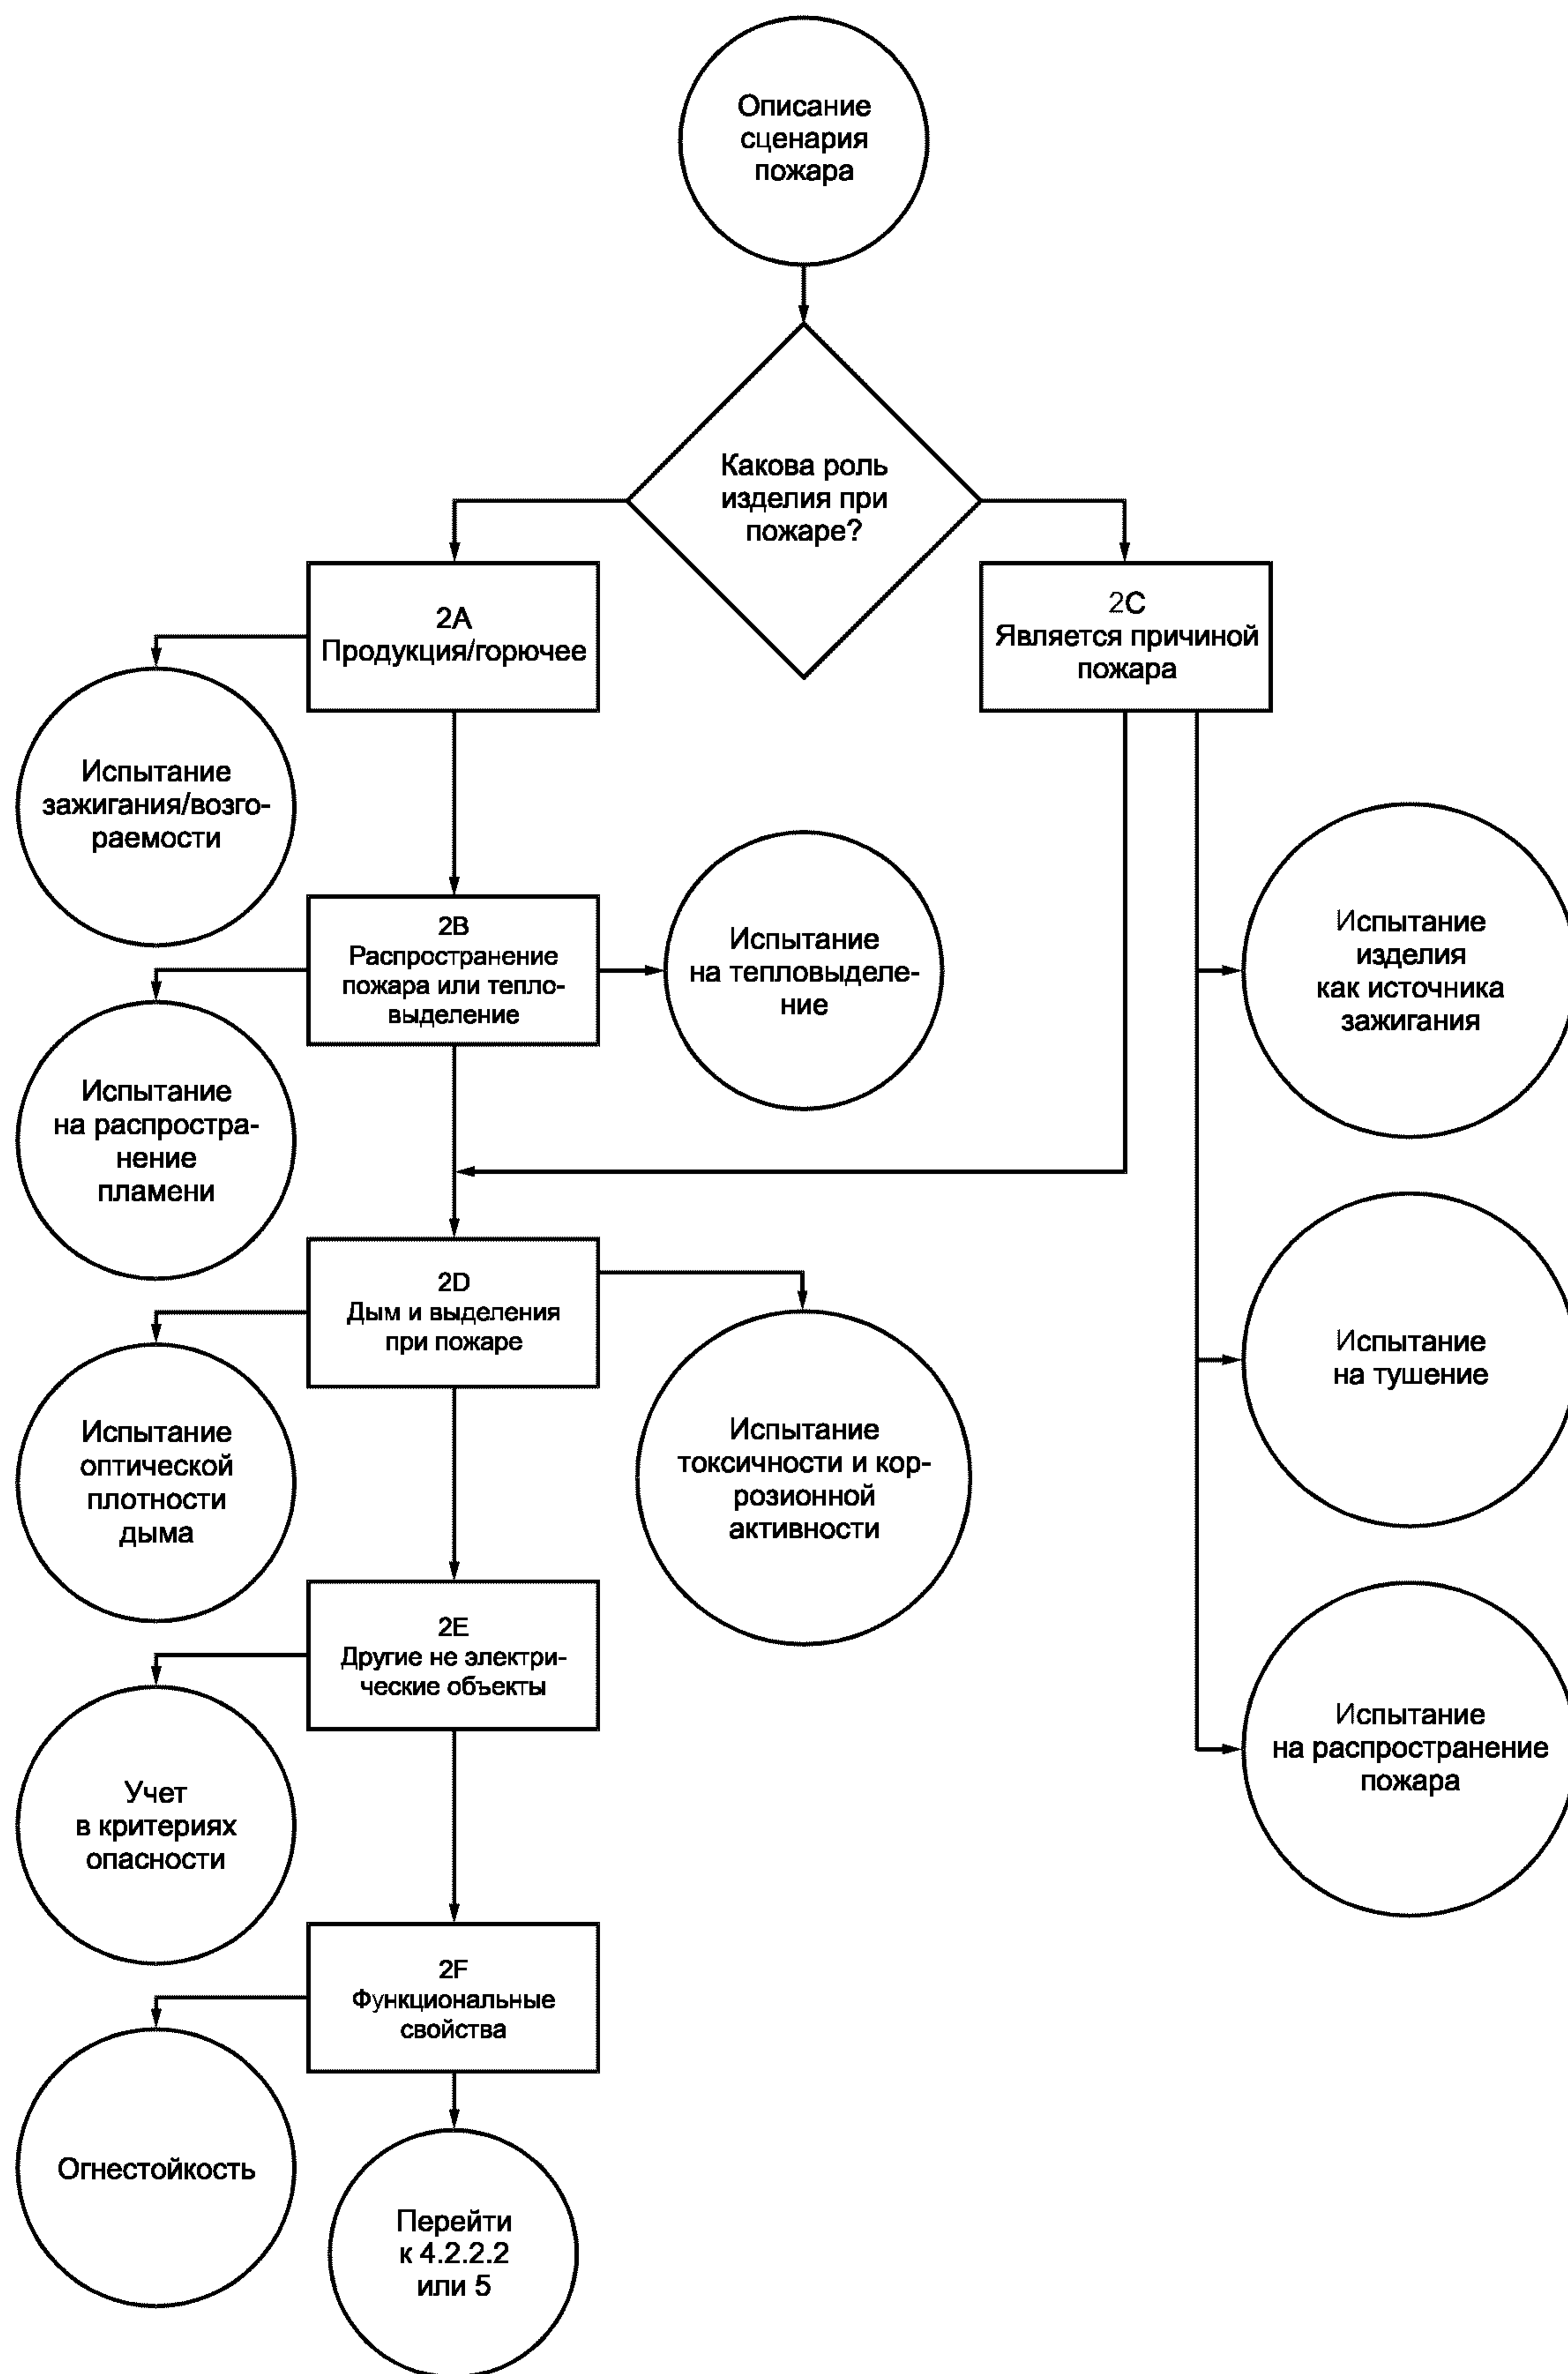 Описание
сценария
пожара
Какова роль
изделия при
пожаре?
2A
Продукция/горючее
2C
Является причиной
пожара
Испытание
зажигания/возго-
раемости
2B
Распространение
пожара или тепло-
выделение
Испытание
на тепловыделе-
ние
Испытание
изделия
как источника
зажигания
Испытание
на распростра-
нение
пламени
2D
Дым и выделения
при пожаре
Испытание
на тушение
Испытание
оптической
плотности
дыма
Испытание
токсичности и кор-
розионной
активности
2E
Другие не электри-
ческие объекты
Испытание
на распространение
пожара
Учет
в критериях
опасности
2F
Функциональные
свойства
Огнестойкость
Перейти
к 4.2.2.2
или 5